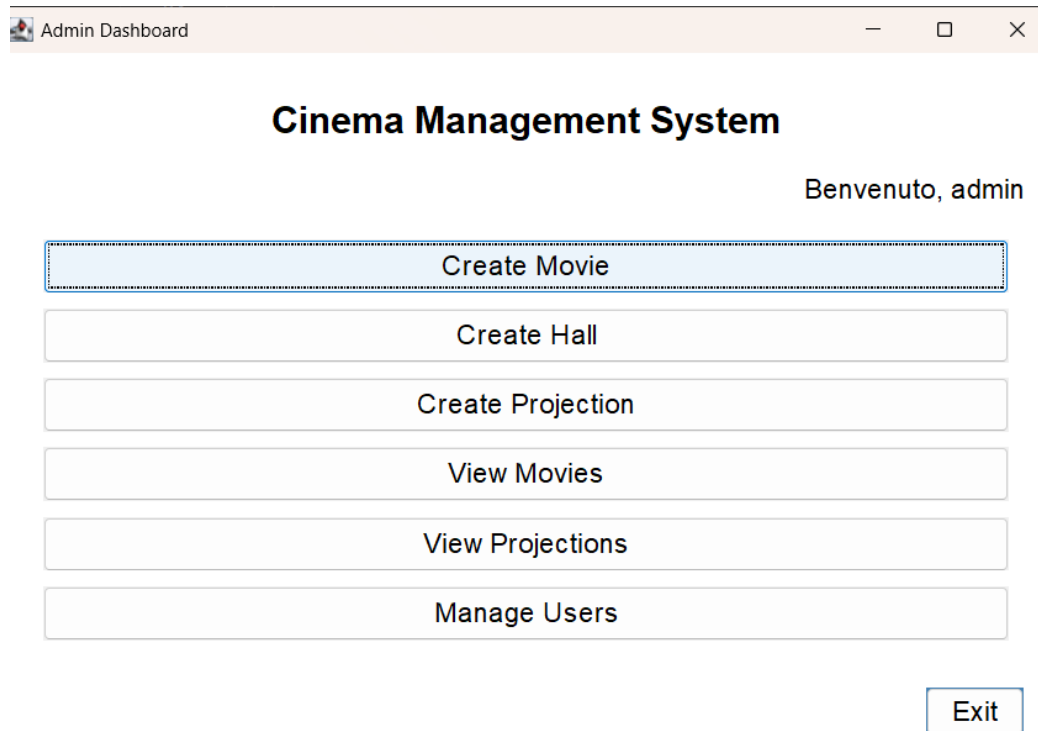 Admin Dashboard
Cinema Management System
Benvenuto, admin
Create Movie
Create Hall
Create Projection
View Movies
View Projections
Manage Users
Exit